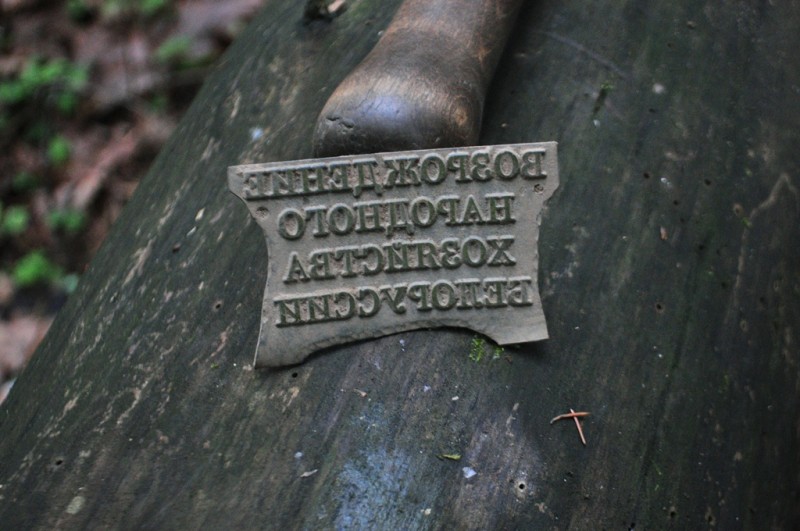 ВОЗРОЖДЕНИЕ
НАРОДНОГО
ХОЗЯЙСТВА
БЕЛОРУССИИ